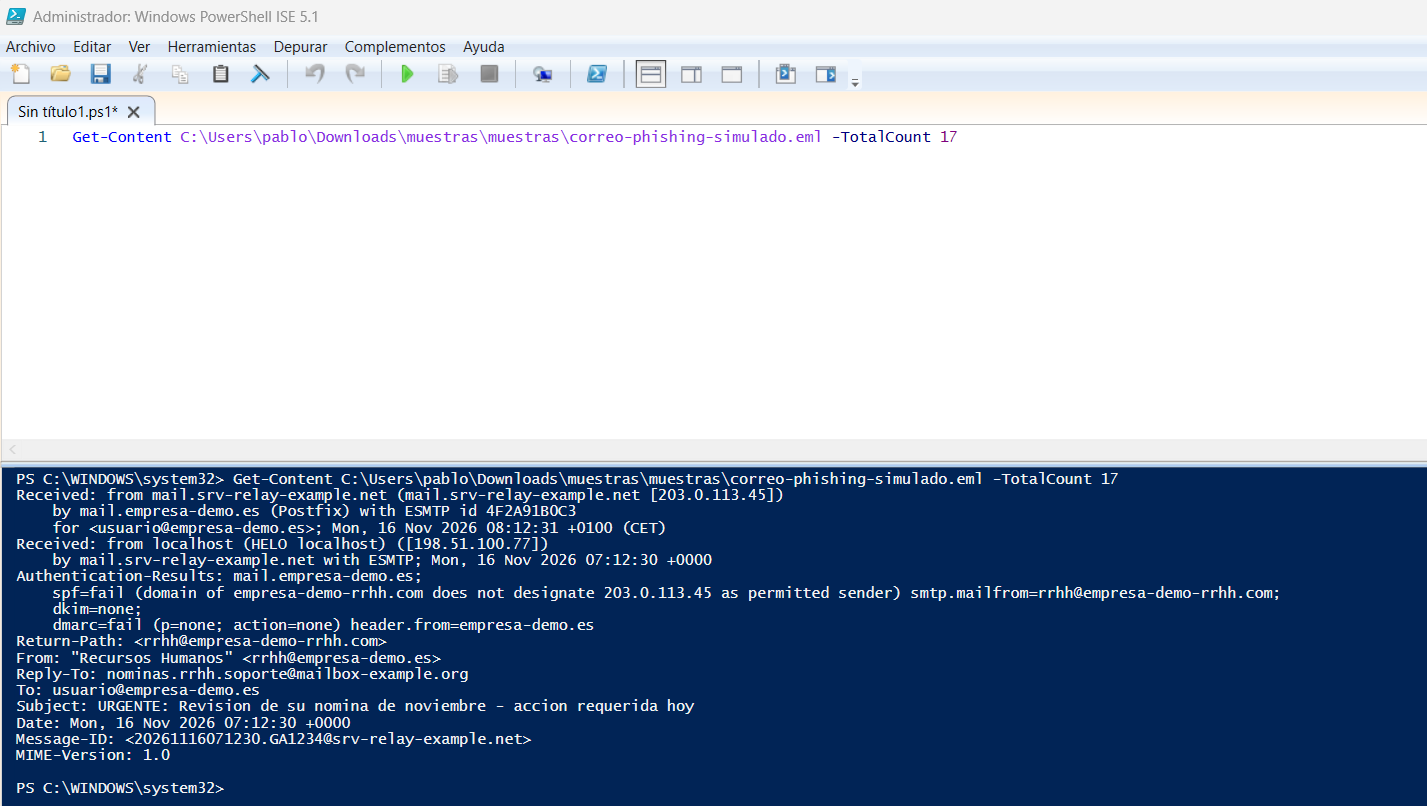 Administrador: Windows PowerShell ISE 5.1
Archivo Editar Ver Herramientas Depurar Complementos Ayuda
Sin título1.ps1*
1 Get-Content C:\Users\pablo\Downloads\muestras\muestras\correo-phishing-simulado.eml -TotalCount 17
PS C:\WINDOWS\system32> Get-Content C:\Users\pablo\Downloads\muestras\muestras\correo-phishing-simulado.eml -TotalCount 17
Received: from mail.srv-relay-example.net (mail.srv-relay-example.net [203.0.113.45])
    by mail.empresa-demo.es (Postfix) with ESMTP id 4F2A91B0C3
    for <usuario@empresa-demo.es>; Mon, 16 Nov 2026 08:12:31 +0100 (CET)
Received: from localhost (HELO localhost) ([198.51.100.77])
    by mail.srv-relay-example.net with ESMTP; Mon, 16 Nov 2026 07:12:30 +0000
Authentication-Results: mail.empresa-demo.es;
    spf=fail (domain of empresa-demo-rrhh.com does not designate 203.0.113.45 as permitted sender) smtp.mailfrom=rrhh@empresa-demo-rrhh.com;
    dkim=none;
    dmarc=fail (p=none; action=none) header.from=empresa-demo.es
Return-Path: <rrhh@empresa-demo-rrhh.com>
From: "Recursos Humanos" <rrhh@empresa-demo.es>
Reply-To: nominas.rrhh.soporte@mailbox-example.org
To: usuario@empresa-demo.es
Subject: URGENTE: Revision de su nomina de noviembre - accion requerida hoy
Date: Mon, 16 Nov 2026 07:12:30 +0000
Message-ID: <20261116071230.GA1234@srv-relay-example.net>
MIME-Version: 1.0
PS C:\WINDOWS\system32>